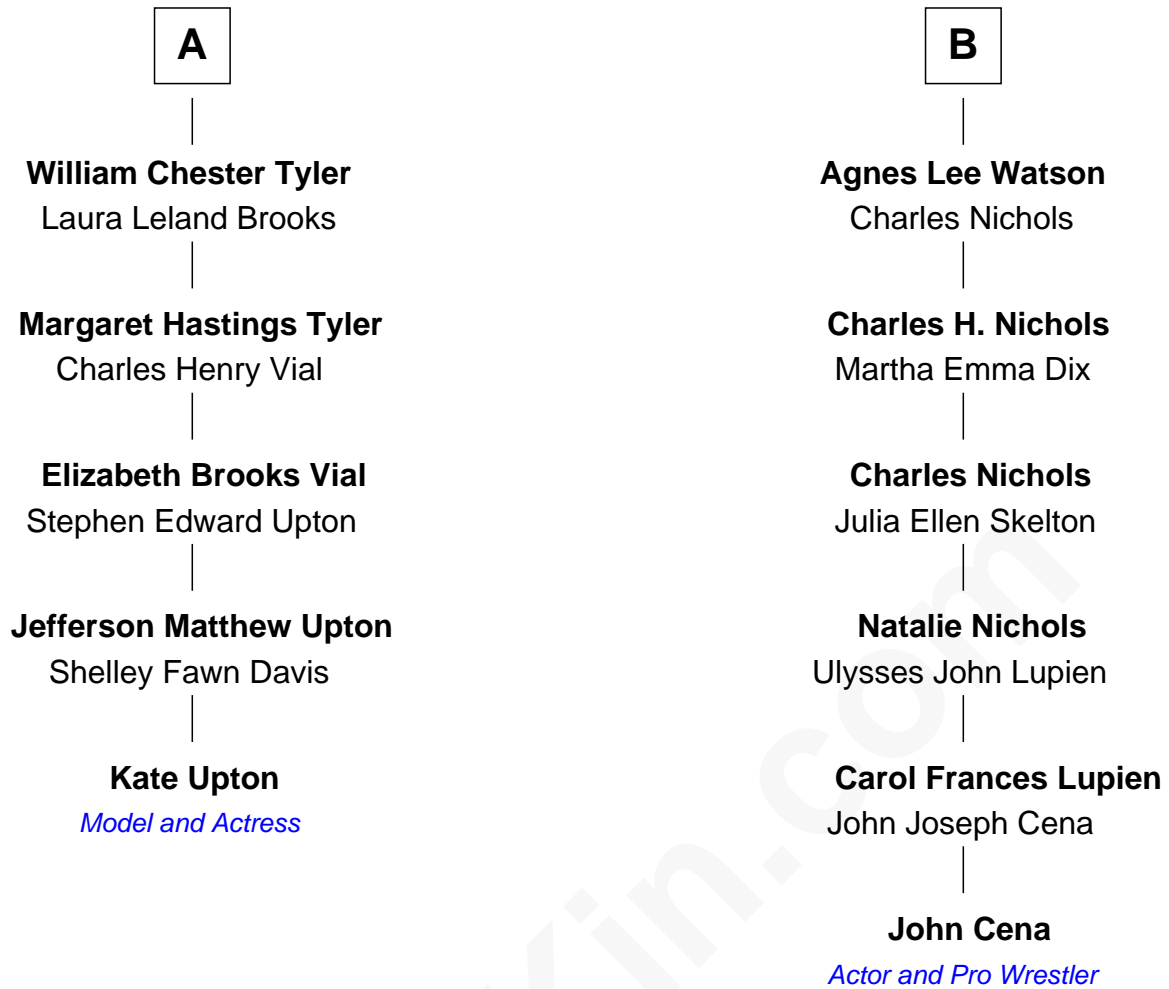 A
William Chester Tyler
Laura Leland Brooks
Margaret Hastings Tyler
Charles Henry Vial
Elizabeth Brooks Vial
Stephen Edward Upton
Jefferson Matthew Upton
Shelley Fawn Davis
Kate Upton
Model and Actress
B
Agnes Lee Watson
Charles Nichols
Charles H. Nichols
Martha Emma Dix
Charles Nichols
Julia Ellen Skelton
Natalie Nichols
Ulysses John Lupien
Carol Frances Lupien
John Joseph Cena
John Cena
Actor and Pro Wrestler